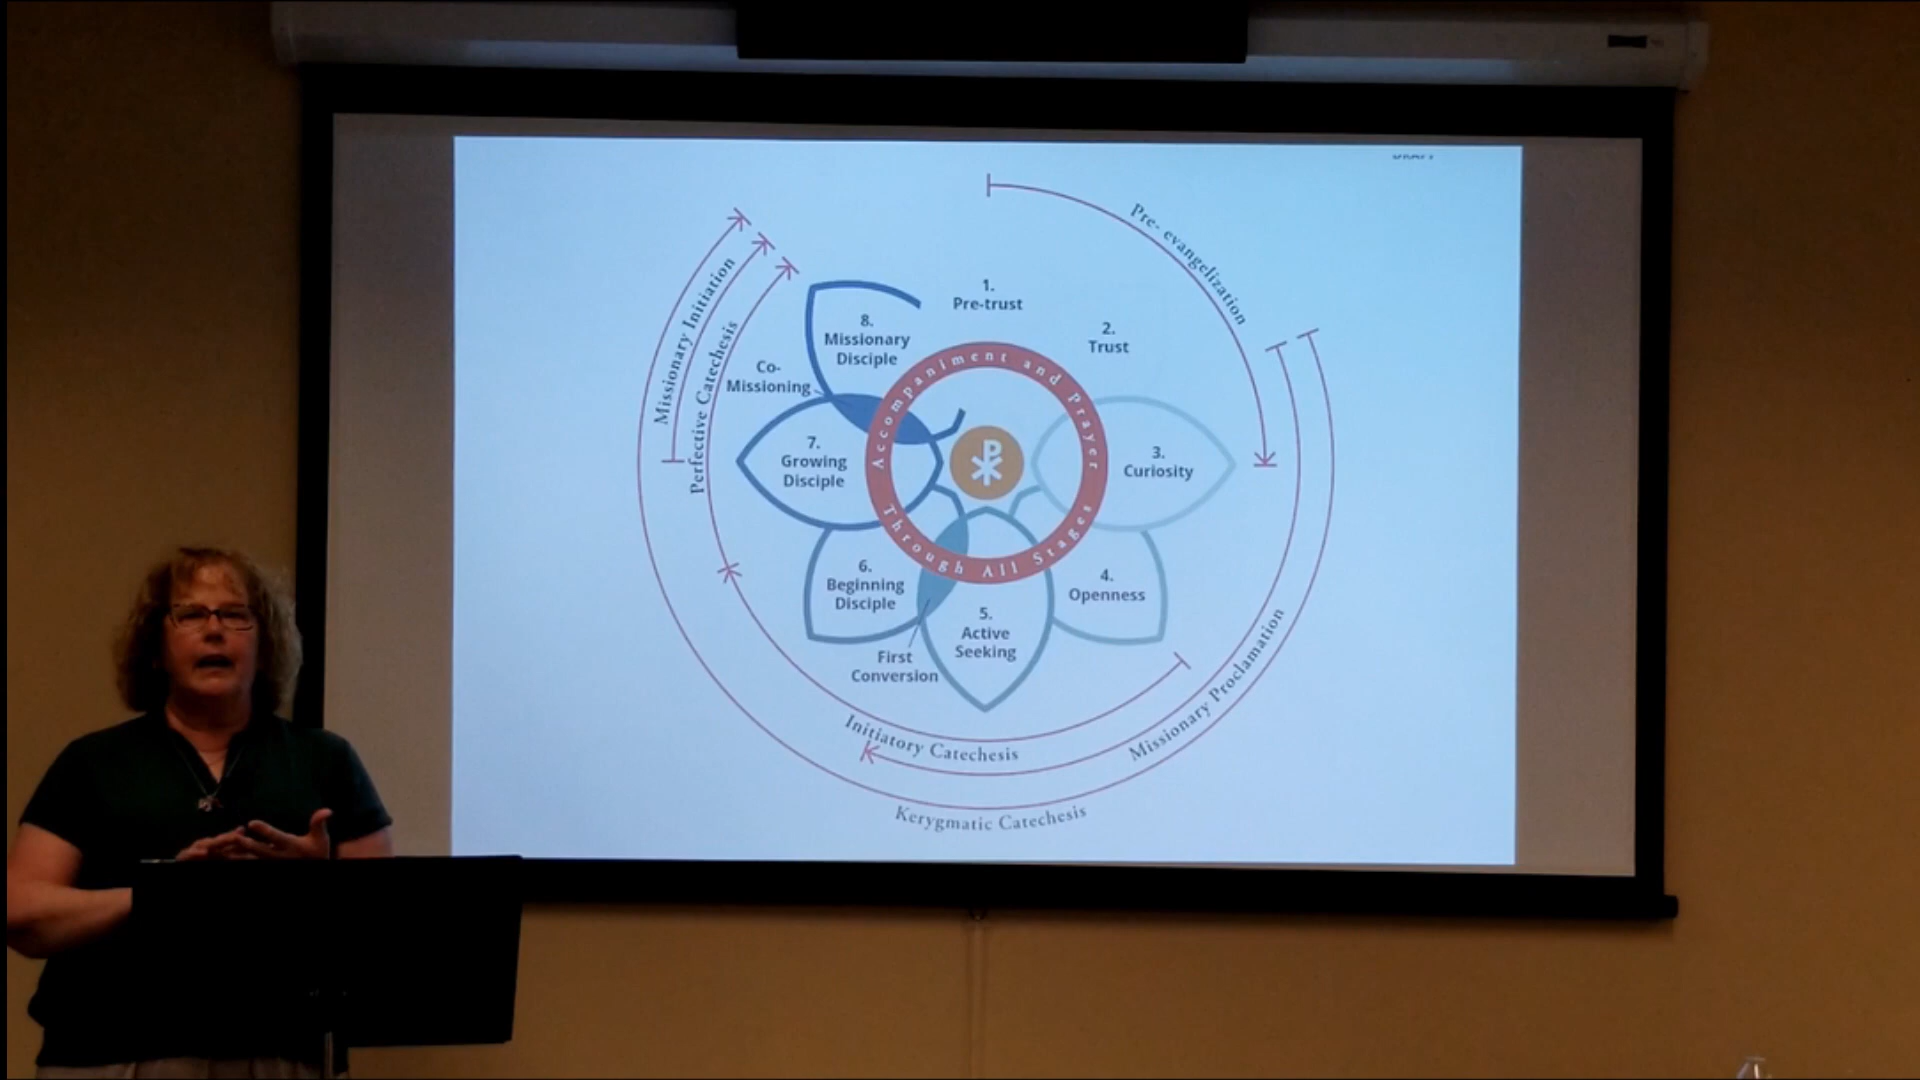 DRAFT
Pre- evangelization
1.
Pre-trust
2.
Trust
3.
Curiosity
4.
Openness
5.
Active
Seeking
First
Conversion
6.
Beginning
Disciple
7.
Growing
Disciple
Co-
Missioning
8.
Missionary
Disciple
Accompaniment and Prayer
Through All Stages
Missionary Initiation
Perfective Catechesis
Initiatory Catechesis
Missionary Proclamation
Kerygmatic Catechesis